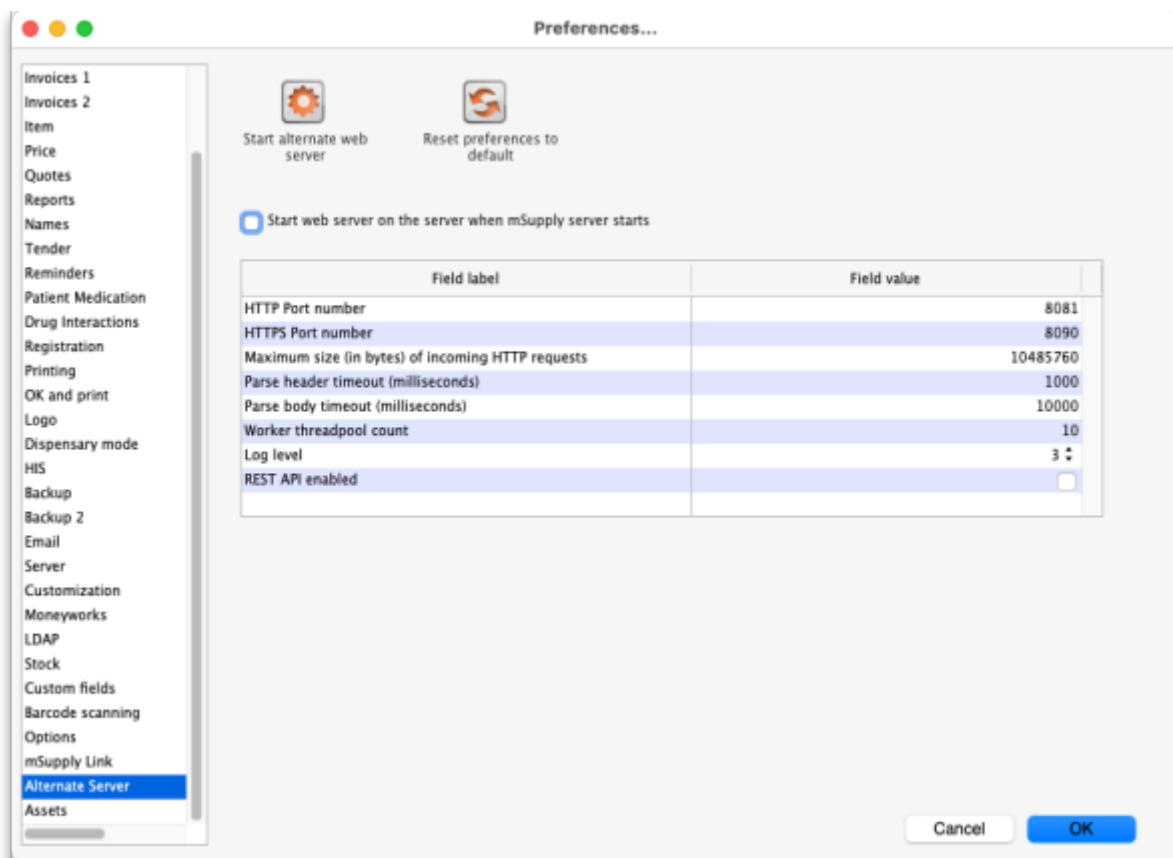 Preferences...
Invoices 1
Invoices 2
Item
Price
Quotes
Reports
Names
Tender
Reminders
Patient Medication
Drug Interactions
Registration
Printing
OK and print
Logo
Dispensary mode
HIS
Backup
Backup 2
Email
Server
Customization
Moneyworks
LDAP
Stock
Custom fields
Barcode scanning
Options
mSupply Link
Alternate Server
Assets
Start alternate web server
Reset preferences to default
Start web server on the server when mSupply server starts
Field label Field value
HTTP Port number 8081
HTTPS Port number 8090
Maximum size (in bytes) of incoming HTTP requests 10485760
Parse header timeout (milliseconds) 1000
Parse body timeout (milliseconds) 10000
Worker threadpool count 10
Log level 3
REST API enabled
Cancel OK